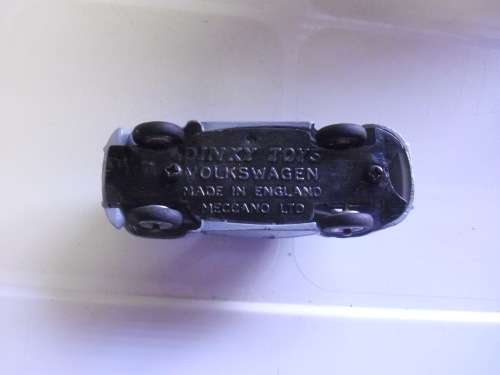 DINKY TOYS
VOLKSWAGEN
MADE IN ENGLAND
MECCANO LTD